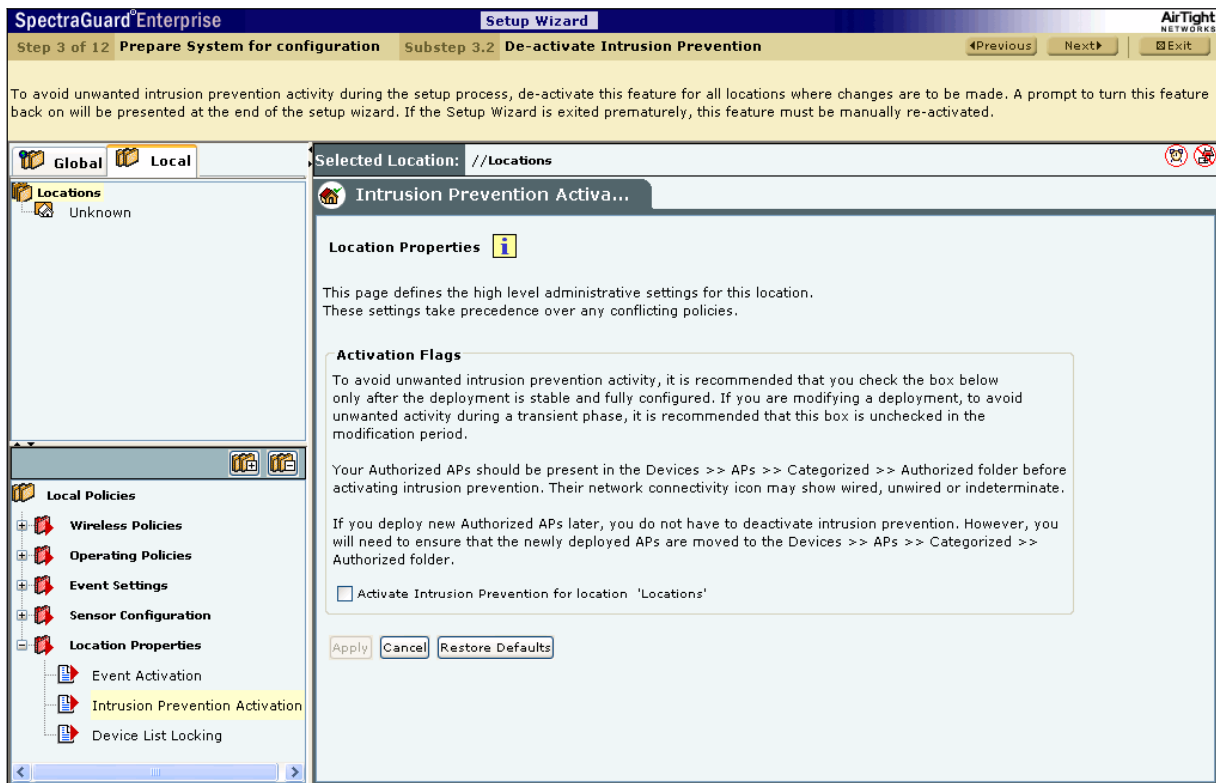 SpectraGuard®Enterprise
Setup Wizard
AirTight
NETWORKS
Step 3 of 12 Prepare System for configuration Substep 3.2 De-activate Intrusion Prevention
Previous Next Exit
To avoid unwanted intrusion prevention activity during the setup process, de-activate this feature for all locations where changes are to be made. A prompt to turn this feature
back on will be presented at the end of the setup wizard. If the Setup Wizard is exited prematurely, this feature must be manually re-activated.
Global Local
Locations
Unknown
Local Policies
Wireless Policies
Operating Policies
Event Settings
Sensor Configuration
Location Properties
Event Activation
Intrusion Prevention Activation
Device List Locking
Selected Location: //Locations
Intrusion Prevention Activa...
Location Properties i
This page defines the high level administrative settings for this location.
These settings take precedence over any conflicting policies.
Activation Flags
To avoid unwanted intrusion prevention activity, it is recommended that you check the box below
only after the deployment is stable and fully configured. If you are modifying a deployment, to avoid
unwanted activity during a transient phase, it is recommended that this box is unchecked in the
modification period.
Your Authorized APs should be present in the Devices >> APs >> Categorized >> Authorized folder before
activating intrusion prevention. Their network connectivity icon may show wired, unwired or indeterminate.
If you deploy new Authorized APs later, you do not have to deactivate intrusion prevention. However, you
will need to ensure that the newly deployed APs are moved to the Devices >> APs >> Categorized >>
Authorized folder.
Activate Intrusion Prevention for location 'Locations'
Apply Cancel Restore Defaults